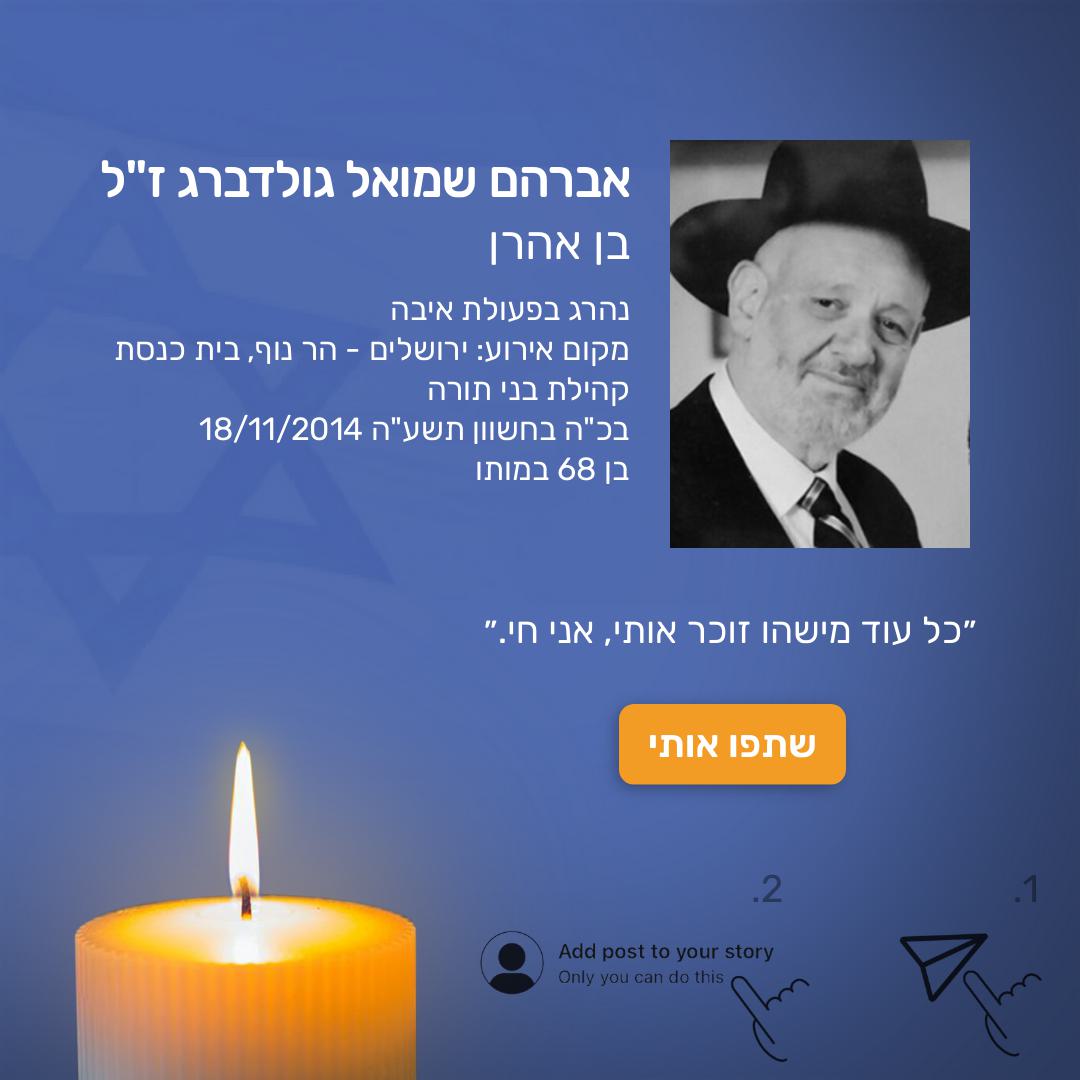 אברהם שמואל גולדברג ז"ל
בן אהרן
נהרג בפעולת איבה
מקום אירוע: ירושלים - הר נוף, בית כנסת
קהילת בני תורה
בכ"ה בחשוון תשע"ה 18/11/2014
בן 68 במותו
״כל עוד מישהו זוכר אותי, אני חי.״
שתפו אותי
1.
2.
Add post to your story
Only you can do this